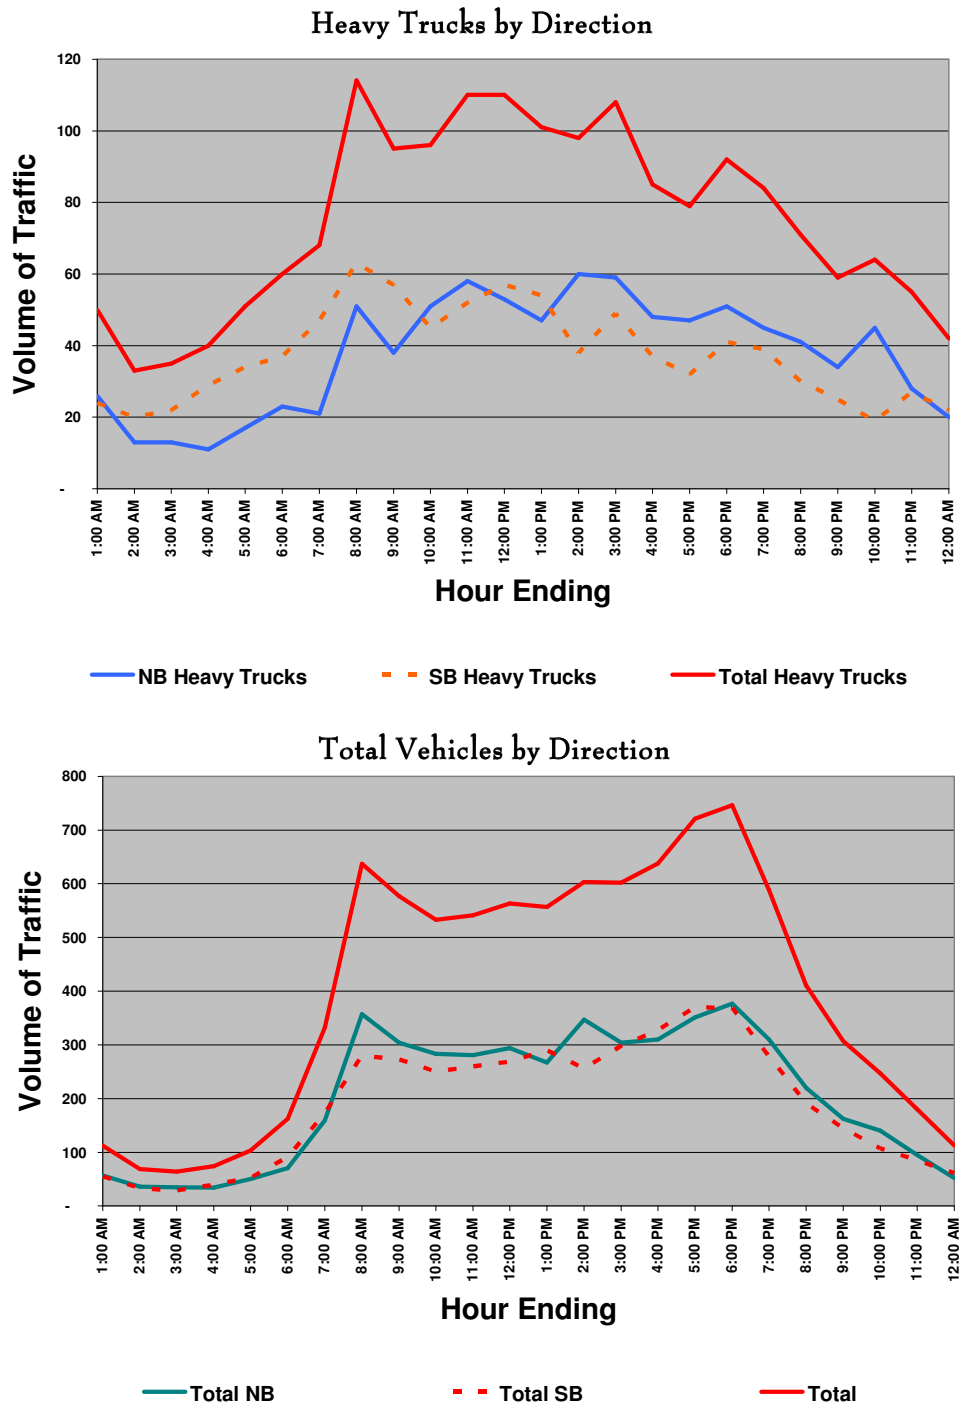 Heavy Trucks by Direction
120
100
80
60
40
20
-
Volume of Traffic
1:00 AM
2:00 AM
3:00 AM
4:00 AM
5:00 AM
6:00 AM
7:00 AM
8:00 AM
9:00 AM
10:00 AM
11:00 AM
12:00 PM
1:00 PM
2:00 PM
3:00 PM
4:00 PM
5:00 PM
6:00 PM
7:00 PM
8:00 PM
9:00 PM
10:00 PM
11:00 PM
12:00 AM
Hour Ending
NB Heavy Trucks
SB Heavy Trucks
Total Heavy Trucks
Total Vehicles by Direction
800
700
600
500
400
300
200
100
-
Volume of Traffic
1:00 AM
2:00 AM
3:00 AM
4:00 AM
5:00 AM
6:00 AM
7:00 AM
8:00 AM
9:00 AM
10:00 AM
11:00 AM
12:00 PM
1:00 PM
2:00 PM
3:00 PM
4:00 PM
5:00 PM
6:00 PM
7:00 PM
8:00 PM
9:00 PM
10:00 PM
11:00 PM
12:00 AM
Hour Ending
Total NB
Total SB
Total